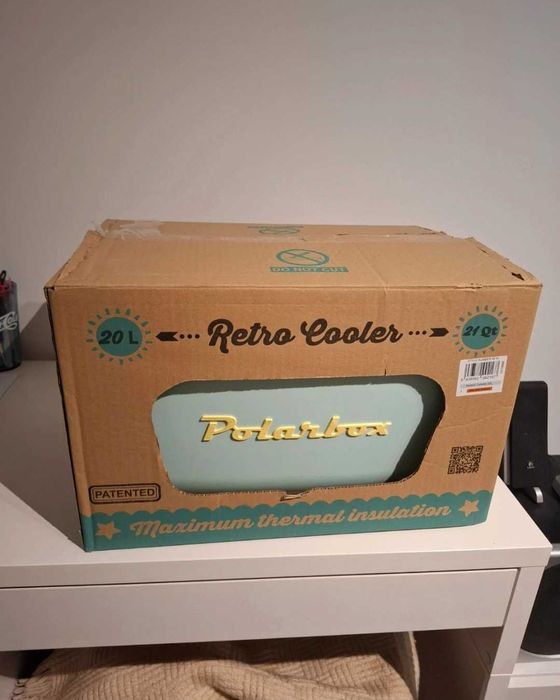 DO NOT CUT
20 L
Retro Cooler
21 Qt
Polarbox
PATENTED
Maximum thermal insulation